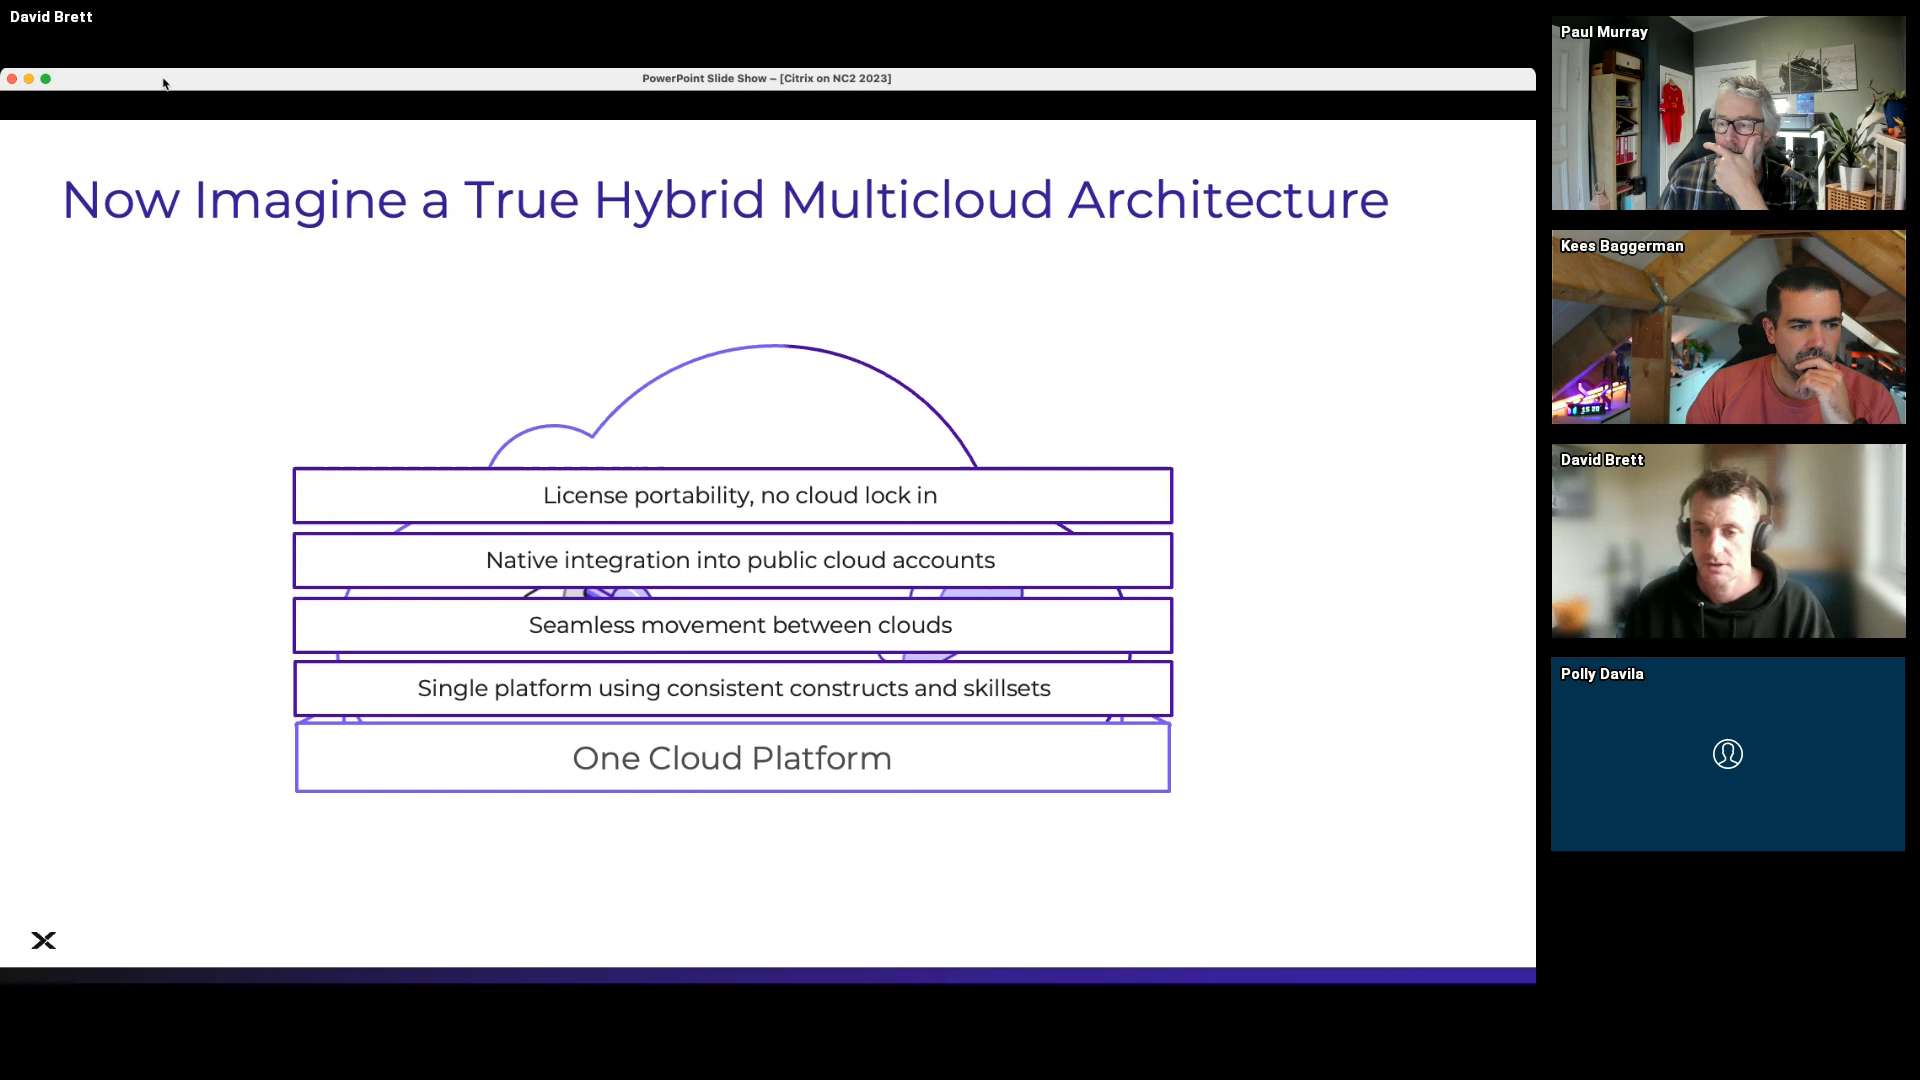 David Brett
PowerPoint Slide Show – [Citrix on NC2 2023]
Now Imagine a True Hybrid Multicloud Architecture
License portability, no cloud lock in
Native integration into public cloud accounts
Seamless movement between clouds
Single platform using consistent constructs and skillsets
One Cloud Platform
Paul Murray
Kees Baggerman
David Brett
Polly Davila